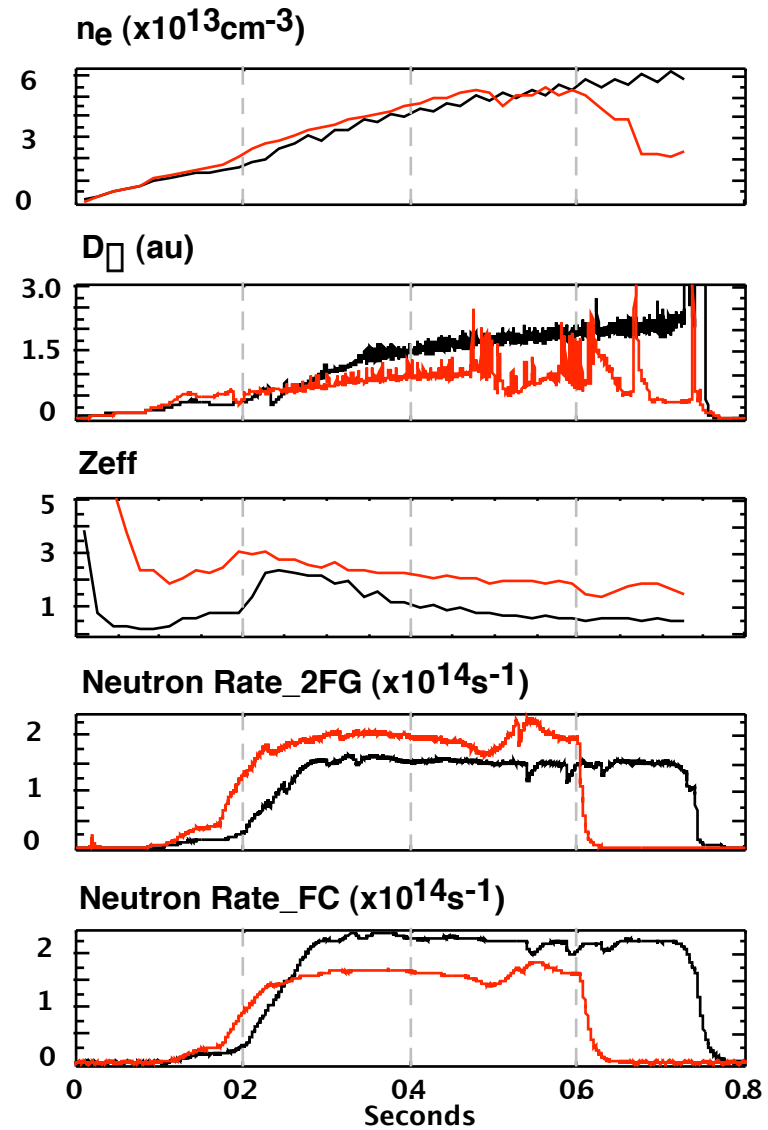 ne (x10¹³cm-³)
6
3
0
D▯ (au)
3.0
1.5
0
Zeff
5
3
1
Neutron Rate_2FG (x10¹⁴s-¹)
2
1
0
Neutron Rate_FC (x10¹⁴s-¹)
2
1
0
0 0.2 0.4 0.6 0.8
Seconds